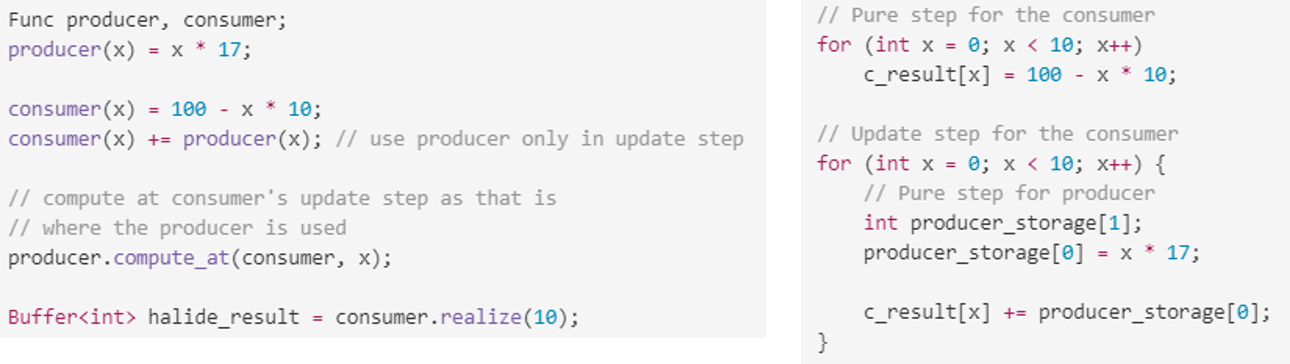 Func producer, consumer;
producer(x) = x * 17;

consumer(x) = 100 - x * 10;
consumer(x) += producer(x); // use producer only in update step

// compute at consumer's update step as that is
// where the producer is used
producer.compute_at(consumer, x);

Buffer<int> halide_result = consumer.realize(10);

// Pure step for the consumer
for (int x = 0; x < 10; x++)
    c_result[x] = 100 - x * 10;

// Update step for the consumer
for (int x = 0; x < 10; x++) {
    // Pure step for producer
    int producer_storage[1];
    producer_storage[0] = x * 17;

    c_result[x] += producer_storage[0];
}